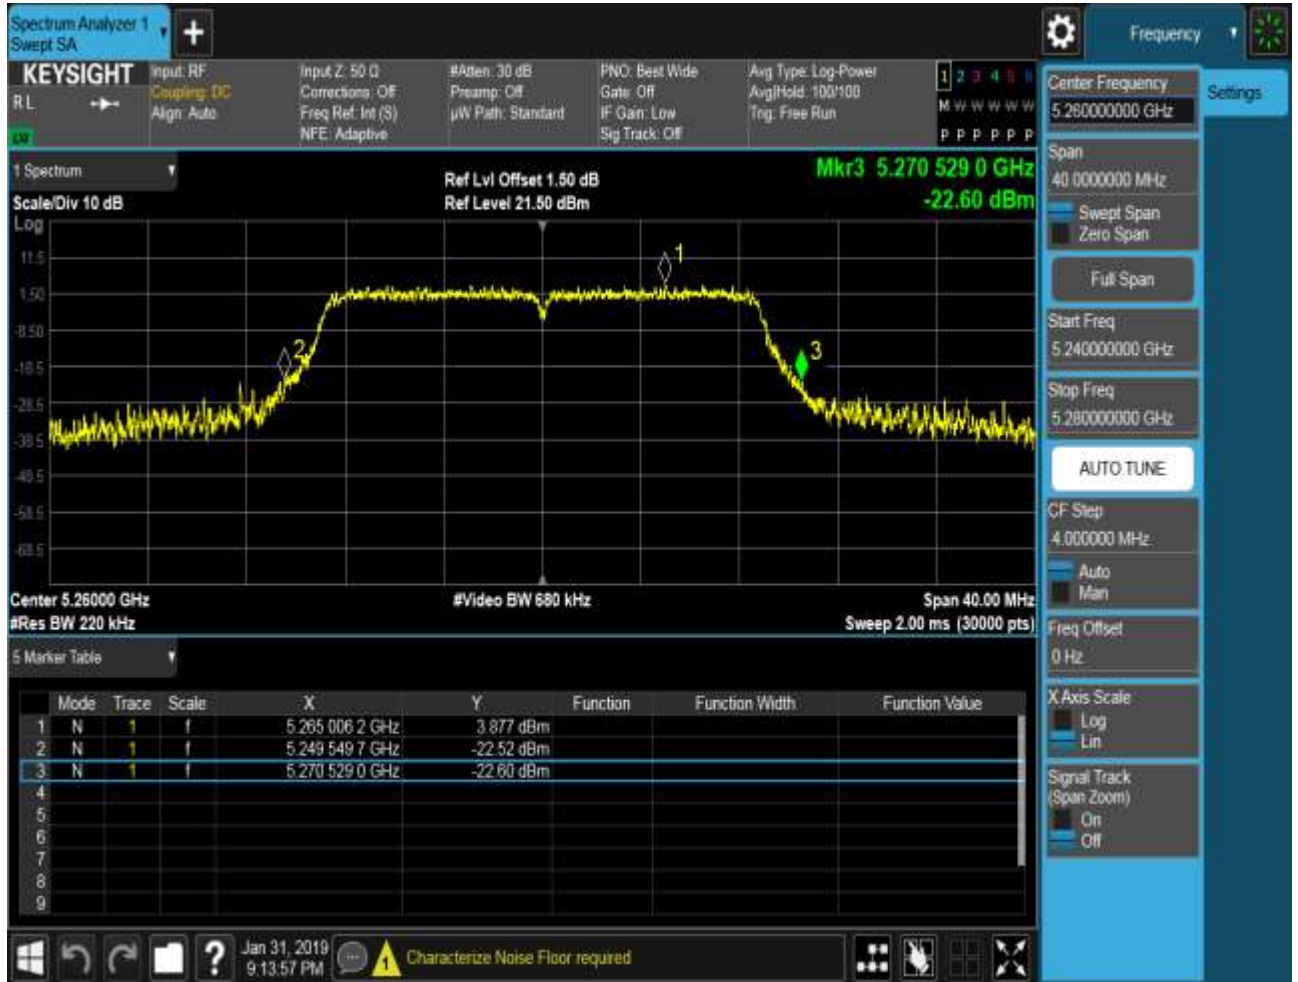 Spectrum Analyzer 1
Swept SA
Frequency
KEYSIGHT
RL
Input: RF
Coupling: DC
Align: Auto
Input Z: 50 Ω
Corrections: Off
Freq Ref: Int (S)
NFE: Adaptive
#Atten: 30 dB
Preamp: Off
µW Path: Standard
PNO: Best Wide
Gate: Off
IF Gain: Low
Sig Track: Off
Avg Type: Log-Power
Avg|Hold: 100/100
Trig: Free Run
1 2 3 4 5 6
M W W W W W
P P P P P P
1 Spectrum
Scale/Div 10 dB
Ref Lvl Offset 1.50 dB
Ref Level 21.50 dBm
Mkr3 5.270 529 0 GHz
-22.60 dBm
Log
11.5
1.50
-8.50
-18.5
-28.5
-38.5
-48.5
-58.5
-68.5
1
2
3
Center 5.26000 GHz
#Video BW 680 kHz
Span 40.00 MHz
#Res BW 220 kHz
Sweep 2.00 ms (30000 pts)
5 Marker Table
Mode Trace Scale X Y Function Function Width Function Value
1 N 1 f 5.265 006 2 GHz 3.877 dBm
2 N 1 f 5.249 549 7 GHz -22.52 dBm
3 N 1 f 5.270 529 0 GHz -22.60 dBm
4
5
6
7
8
9
Jan 31, 2019
9:13:57 PM
Characterize Noise Floor required
Center Frequency
5.260000000 GHz
Settings
Span
40.0000000 MHz
Swept Span
Zero Span
Full Span
Start Freq
5.240000000 GHz
Stop Freq
5.280000000 GHz
AUTO TUNE
CF Step
4.000000 MHz
Auto
Man
Freq Offset
0 Hz
X Axis Scale
Log
Lin
Signal Track
(Span Zoom)
On
Off